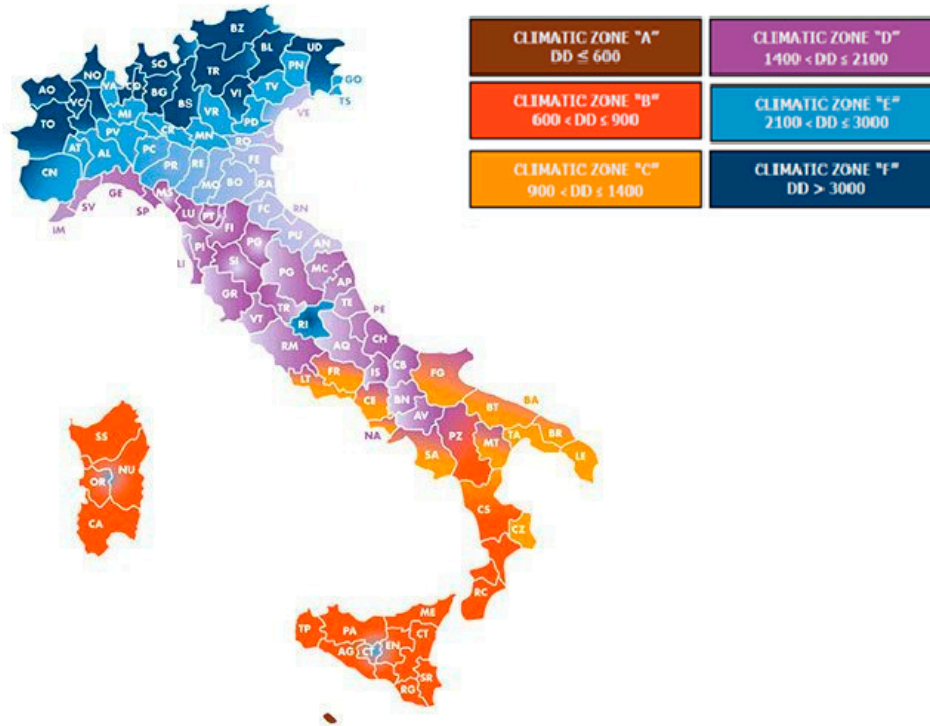 CLIMATIC ZONE "A"
DD ≤ 600
CLIMATIC ZONE "D"
1400 < DD ≤ 2100
CLIMATIC ZONE "B"
600 < DD ≤ 900
CLIMATIC ZONE "E"
2100 < DD ≤ 3000
CLIMATIC ZONE "C"
900 < DD ≤ 1400
CLIMATIC ZONE "F"
DD > 3000
BZ
SO
BL
UD
NO
TR
PN
AO
VA
CO
BG
GO
VC
BS
VI
TV
TS
TO
MI
VR
PD
VE
PV
CR
MN
RO
AT
AL
PC
PR
RE
FE
CN
MO
BO
RA
GE
MS
FC
RN
SV
SP
LU
PT
FI
PU
IM
PI
PG
AN
LI
SI
PG
MC
AP
GR
TR
TE
PE
VT
RI
RM
AQ
CH
LT
FR
IS
CB
FG
CE
BN
BT
BA
AV
NA
PZ
MT
TA
BR
SA
LE
SS
OR
NU
CS
CA
CZ
RC
ME
TP
PA
CT
AG
CT
EN
SR
RG